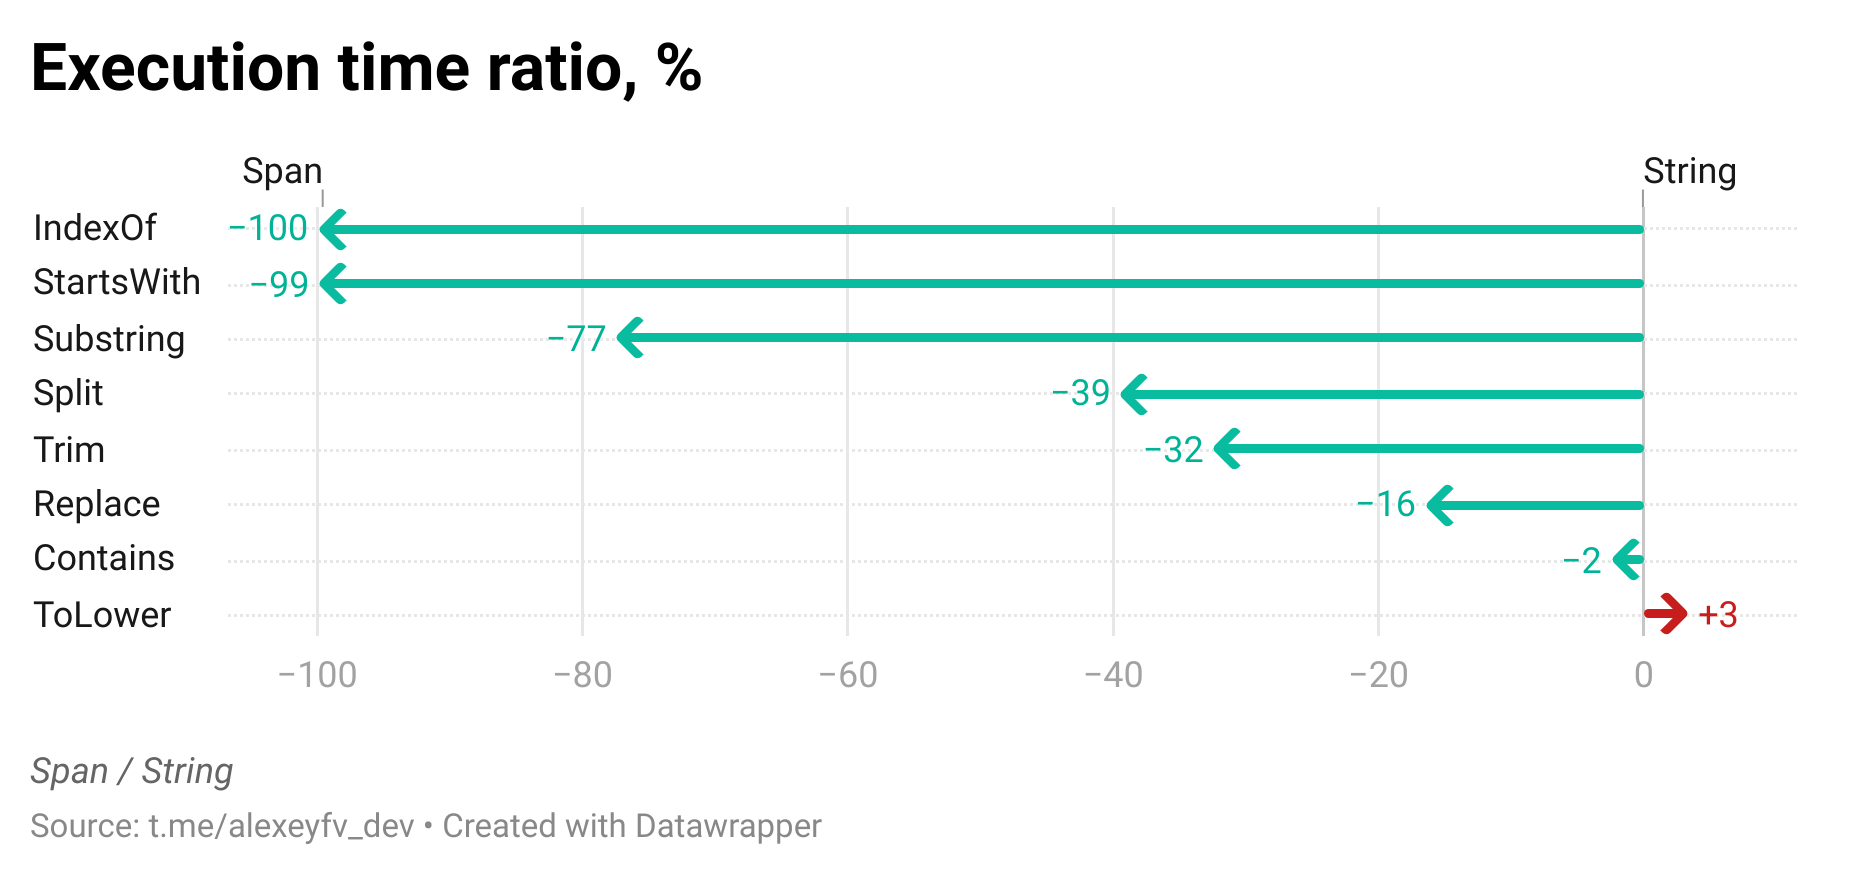 Execution time ratio, %
Span String
IndexOf −100
StartsWith −99
Substring −77
Split −39
Trim −32
Replace −16
Contains −2
ToLower +3
−100 −80 −60 −40 −20 0
Span / String
Source: t.me/alexeyfv_dev • Created with Datawrapper